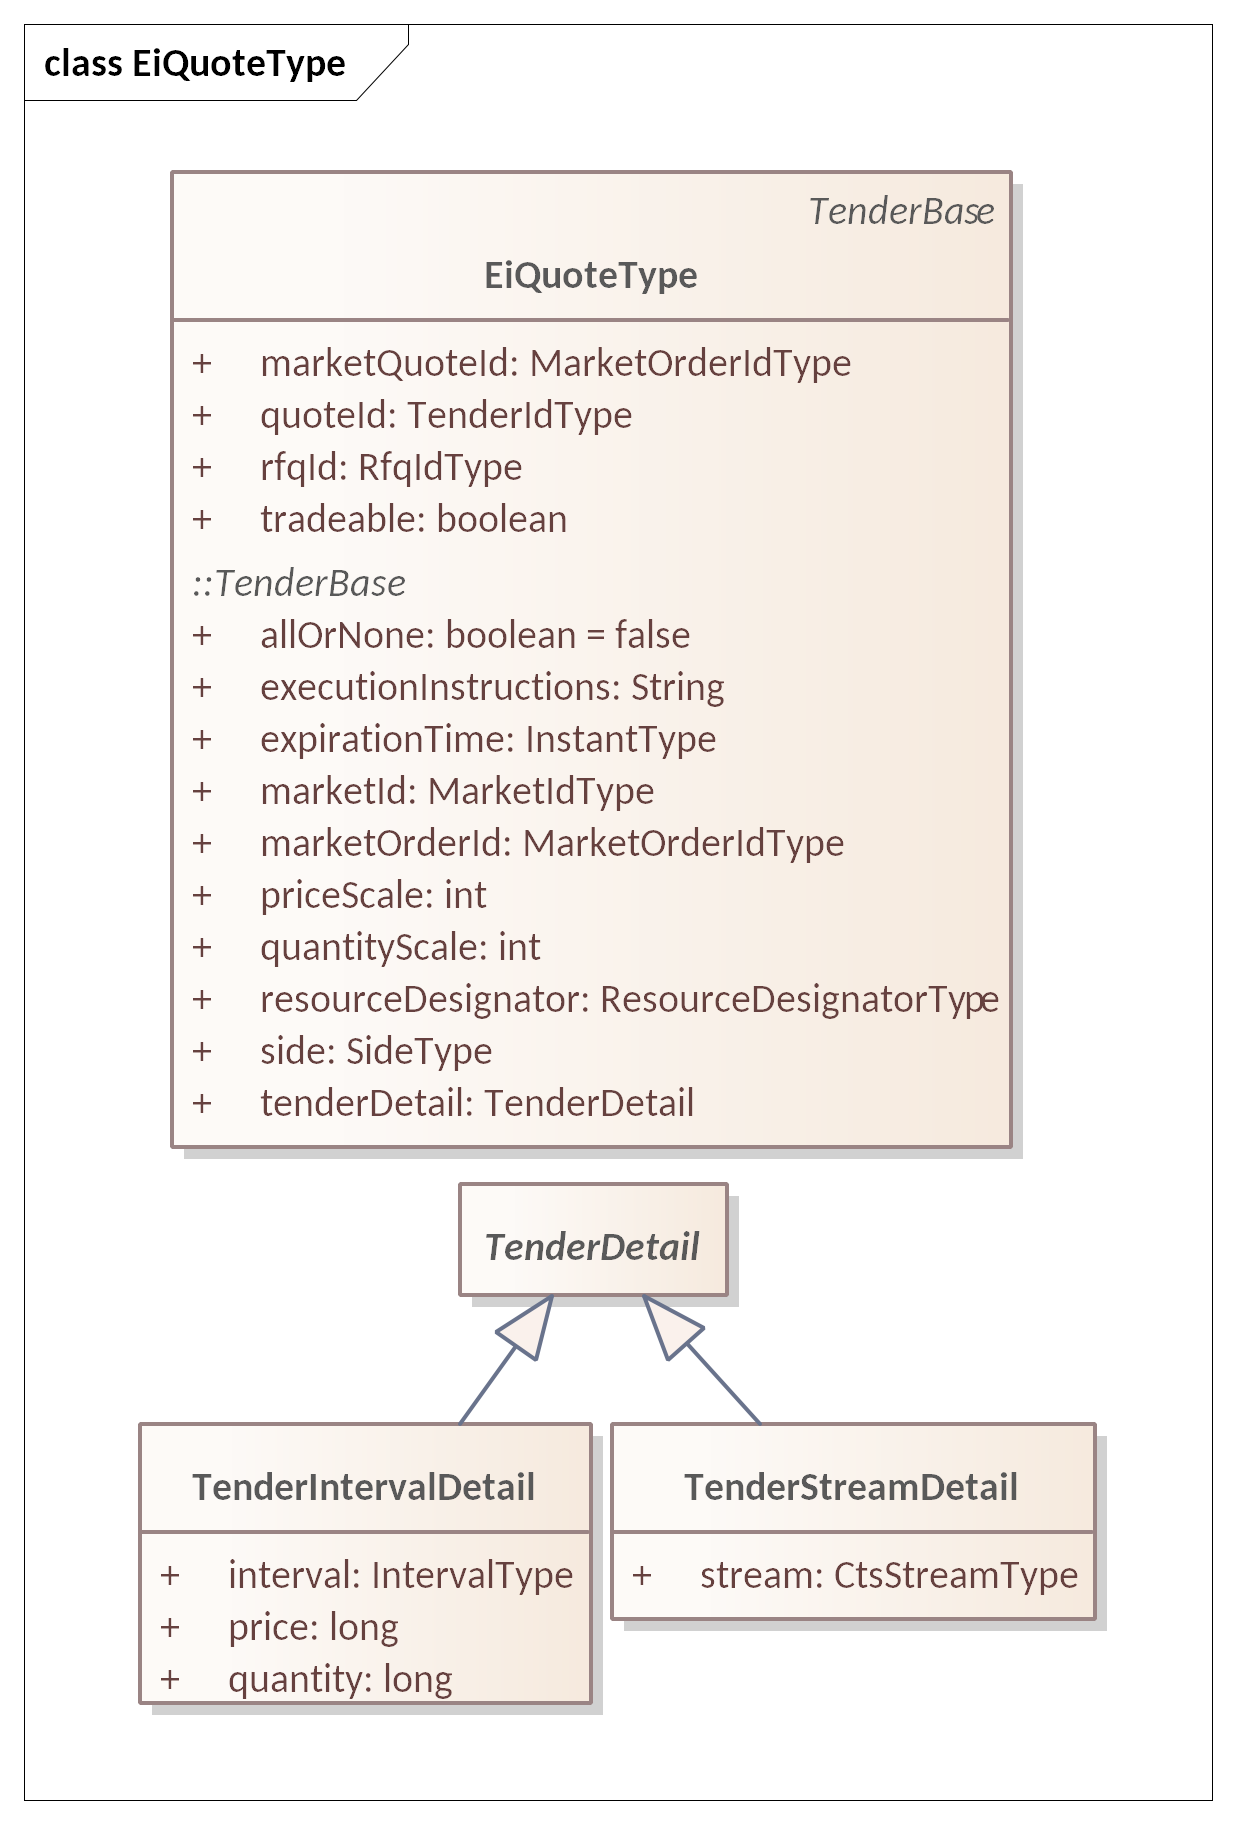 class EiQuoteType
TenderBase
EiQuoteType
+ marketQuoteId: MarketOrderIdType
+ quoteId: TenderIdType
+ rfqId: RfqIdType
+ tradeable: boolean
::TenderBase
+ allOrNone: boolean = false
+ executionInstructions: String
+ expirationTime: InstantType
+ marketId: MarketIdType
+ marketOrderId: MarketOrderIdType
+ priceScale: int
+ quantityScale: int
+ resourceDesignator: ResourceDesignatorType
+ side: SideType
+ tenderDetail: TenderDetail
TenderDetail
TenderIntervalDetail
+ interval: IntervalType
+ price: long
+ quantity: long
TenderStreamDetail
+ stream: CtsStreamType